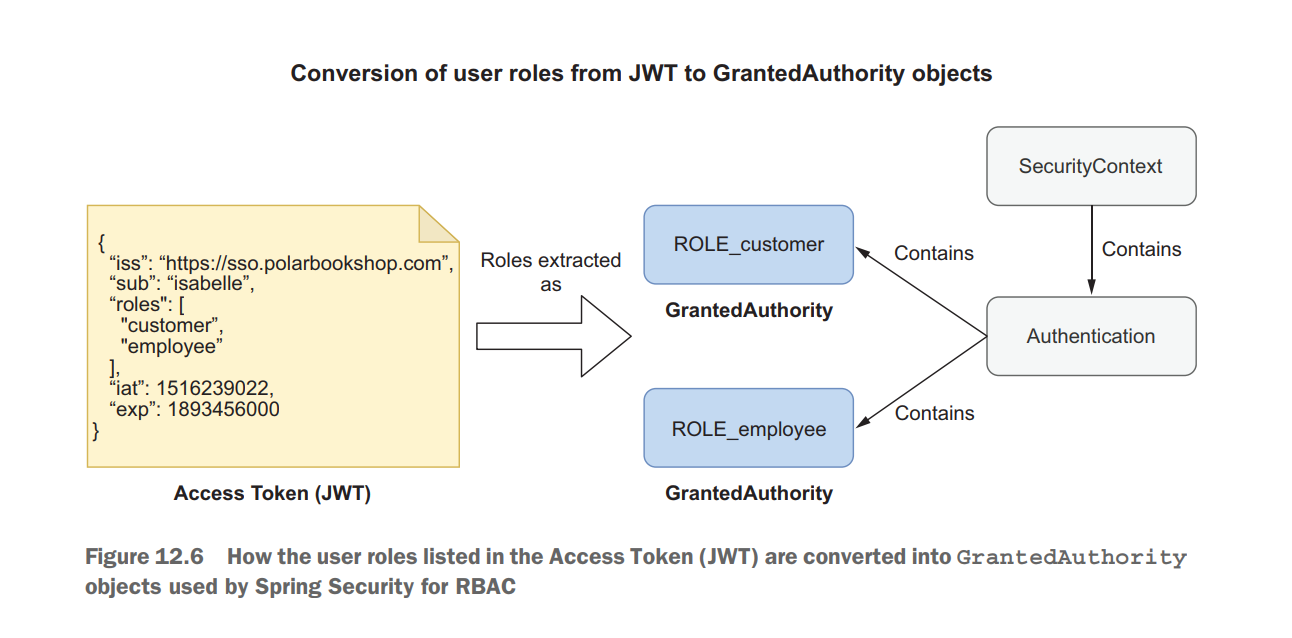 Conversion of user roles from JWT to GrantedAuthority objects
{
“iss”: “https://sso.polarbookshop.com”,
“sub”: “isabelle”,
“roles": [
"customer”,
"employee”
],
“iat”: 1516239022,
“exp”: 1893456000
}
Access Token (JWT)
Roles extracted
as
ROLE_customer
GrantedAuthority
ROLE_employee
GrantedAuthority
Contains
Contains
SecurityContext
Contains
Authentication
Figure 12.6 How the user roles listed in the Access Token (JWT) are converted into GrantedAuthority
objects used by Spring Security for RBAC